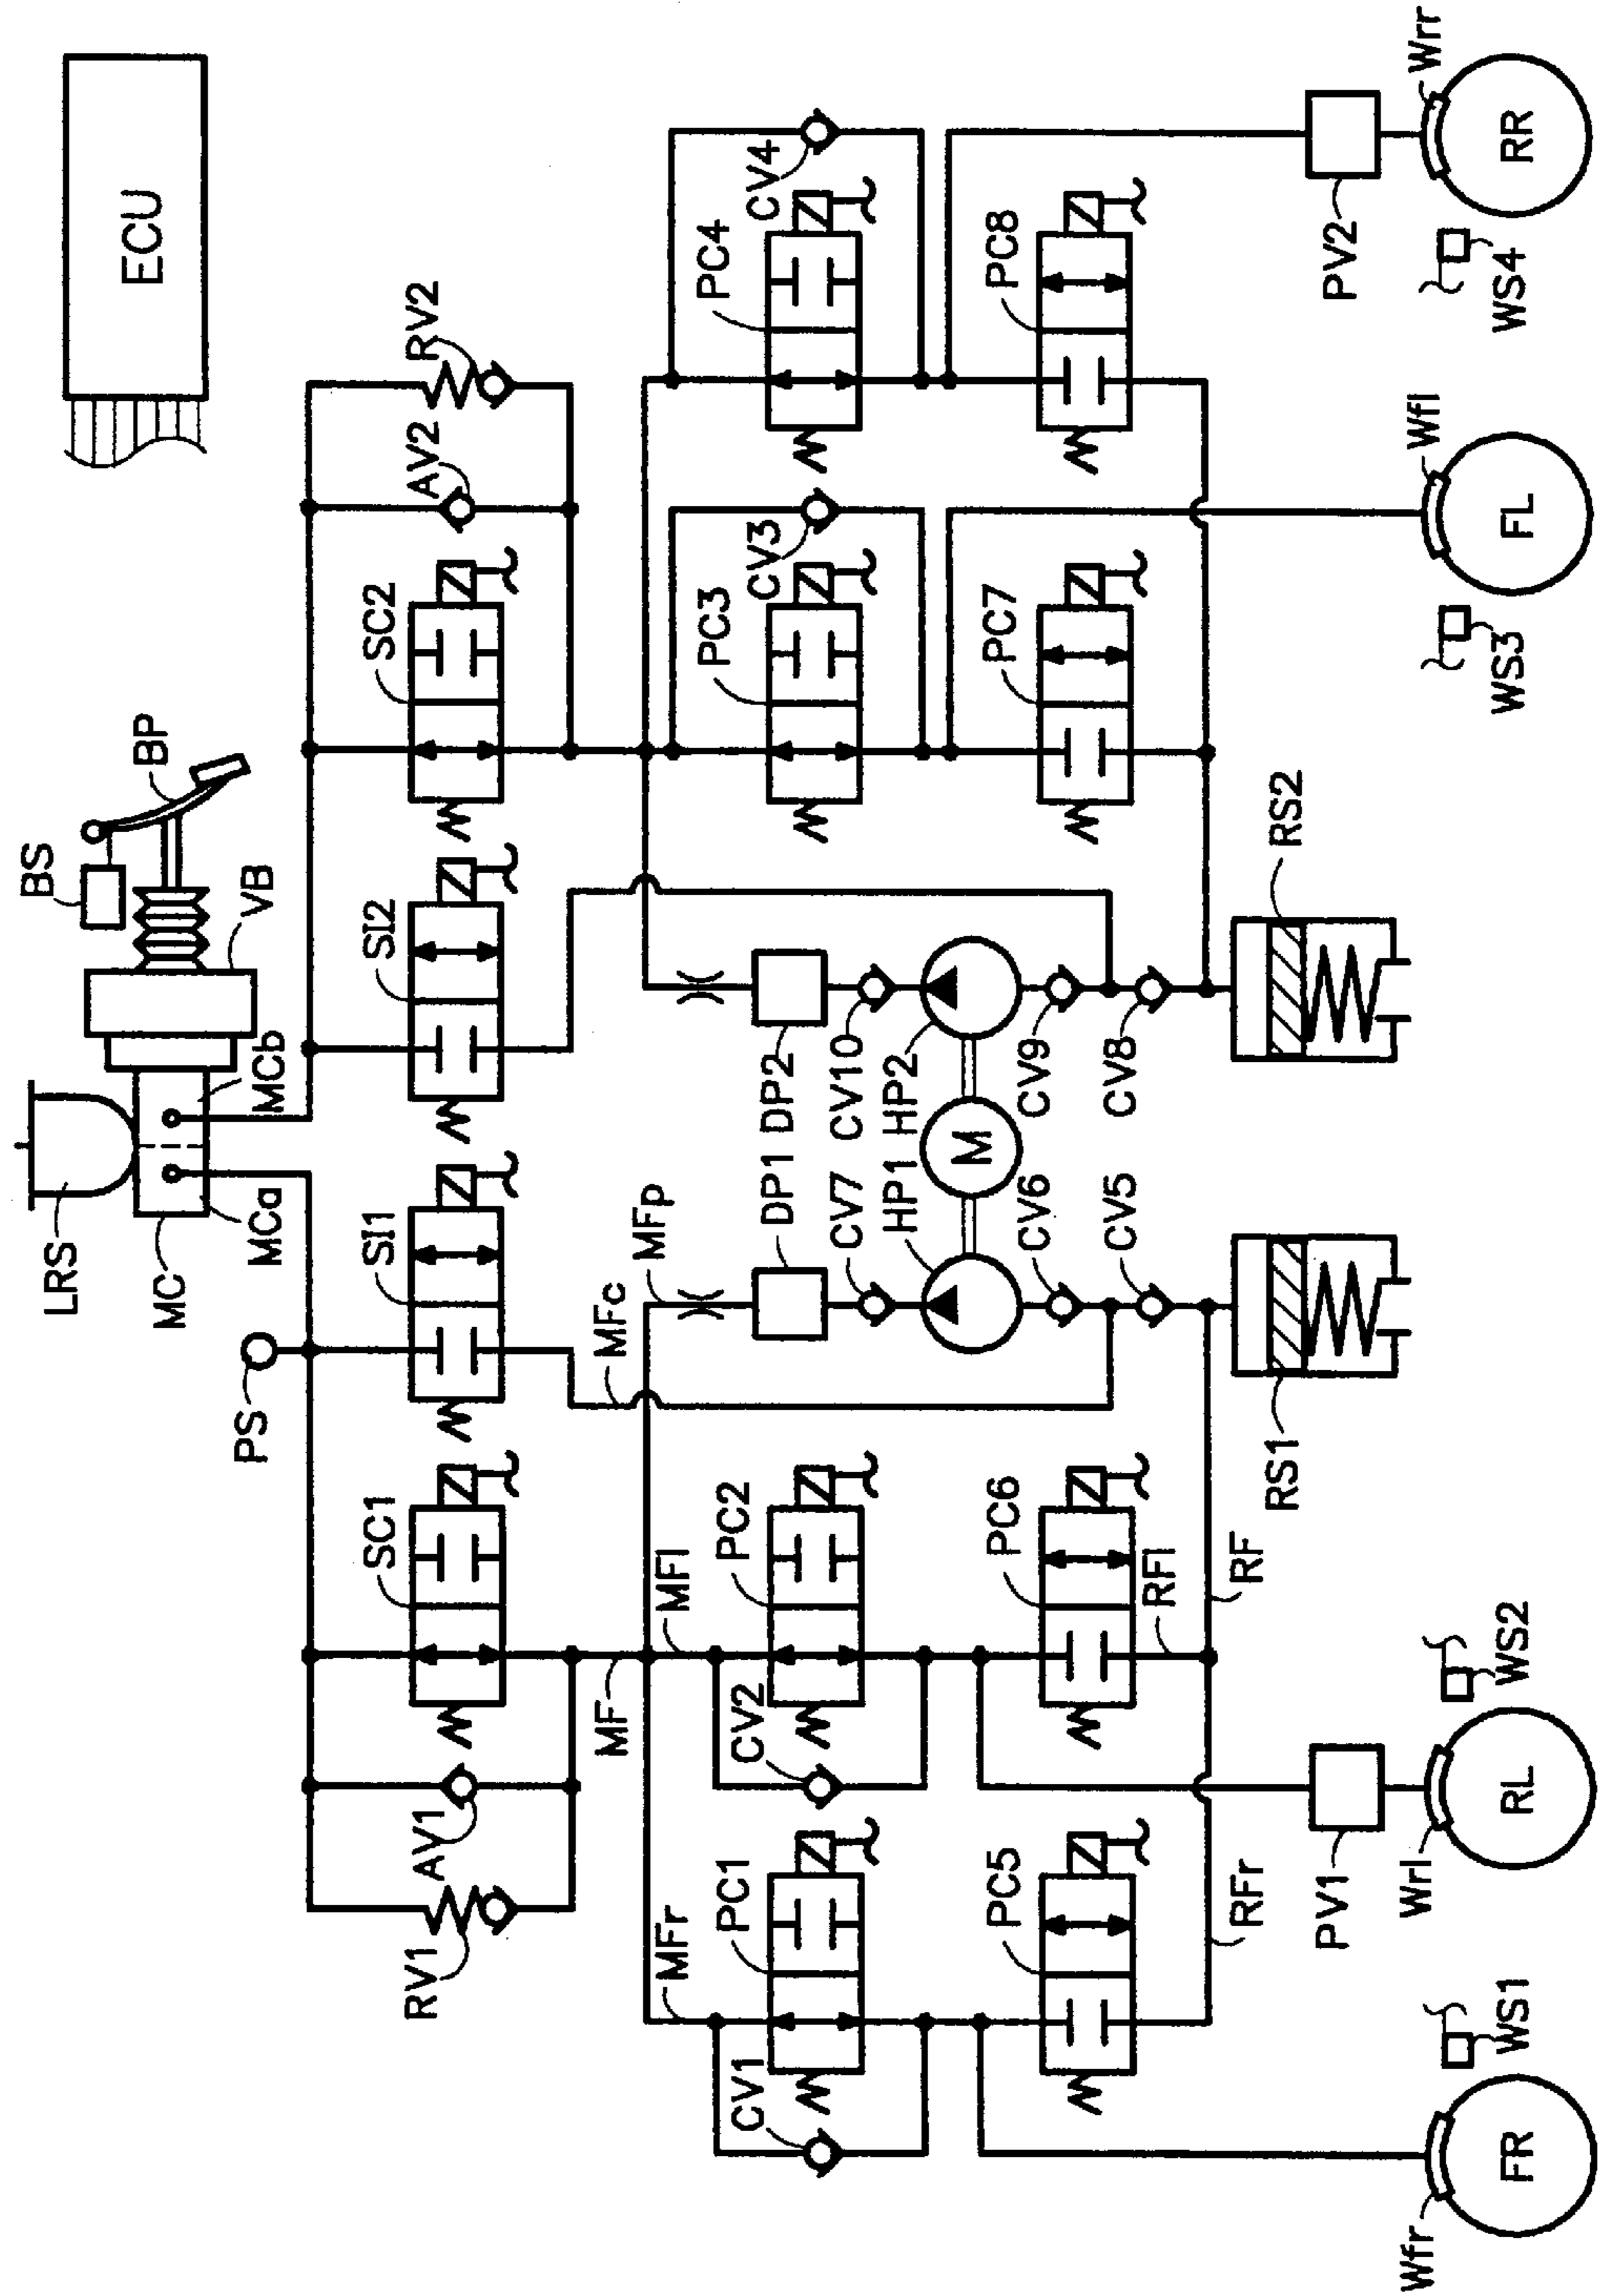 BS
LRS
BP
ECU
MC
VB
MCa
MCb
PS
SC1
SI1
SI2
SC2
RV1
AV1
AV2
RV2
MF
MFc
MFp
MFr
MFl
PC1
PC2
PC3
PC4
CV1
CV2
CV3
CV4
DP1
DP2
CV7
CV10
HP1
HP2
M
PC5
PC6
PC7
PC8
CV6
CV9
CV5
CV8
RFl
RFr
RF
RS1
RS2
PV1
PV2
Wfr
Wrl
Wfl
Wrr
WS1
WS2
WS3
WS4
FR
RL
FL
RR